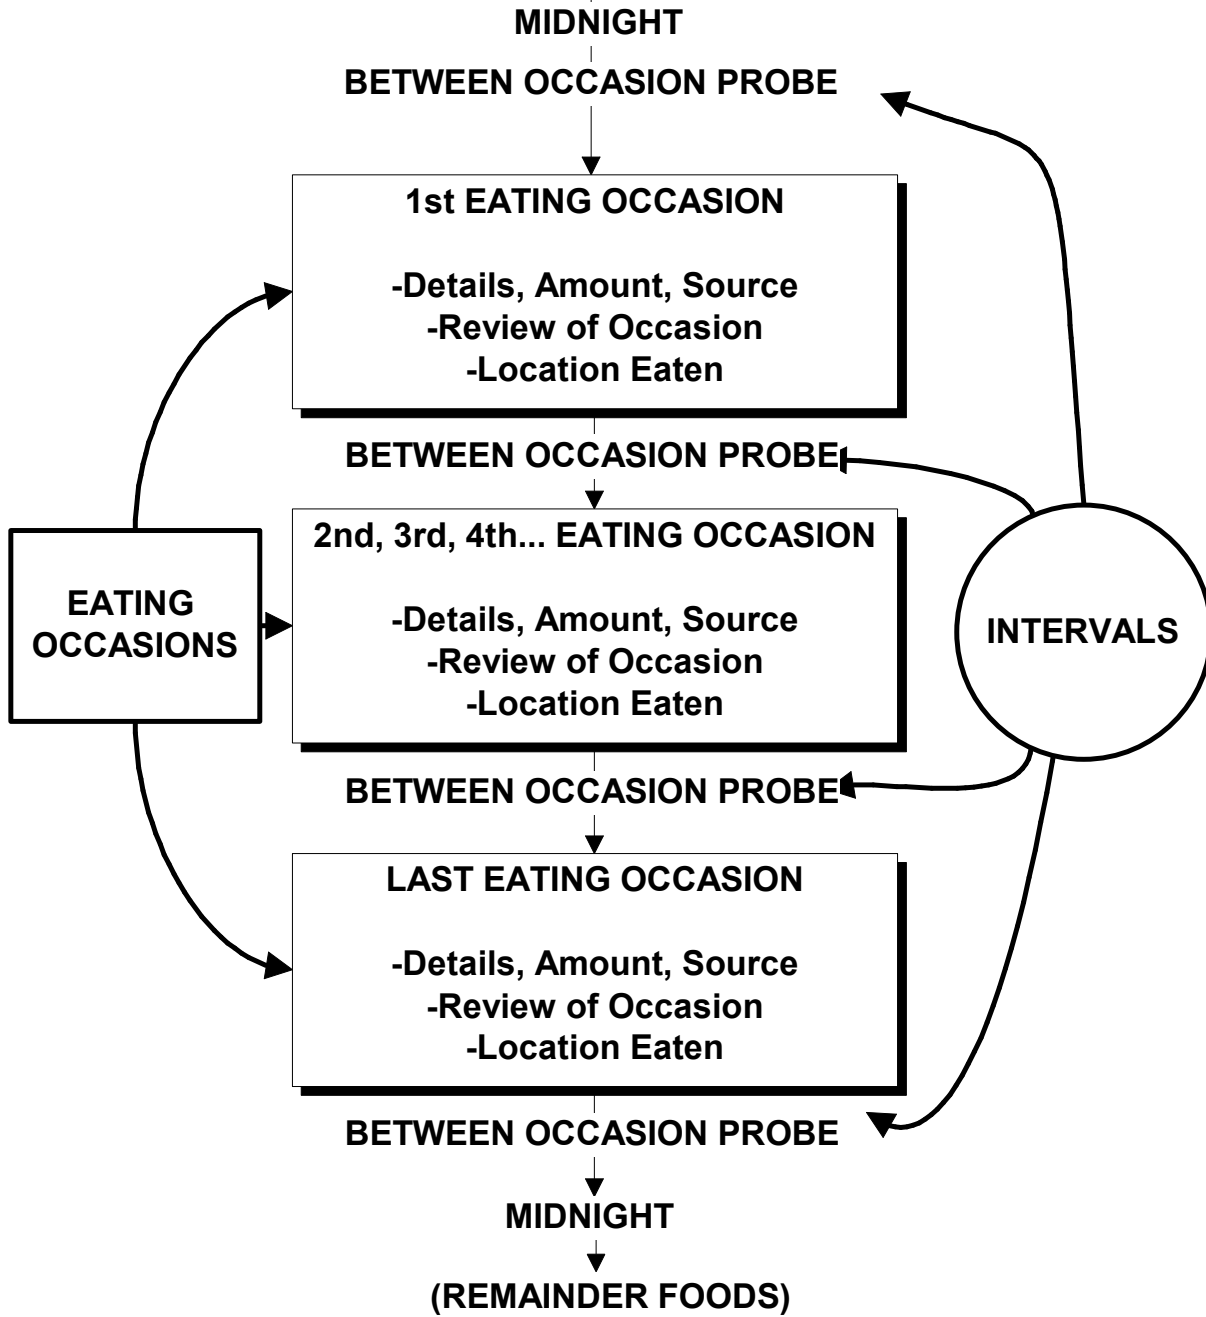 MIDNIGHT
BETWEEN OCCASION PROBE
1st EATING OCCASION
-Details, Amount, Source
-Review of Occasion
-Location Eaten
BETWEEN OCCASION PROBE
2nd, 3rd, 4th... EATING OCCASION
-Details, Amount, Source
-Review of Occasion
-Location Eaten
EATING
OCCASIONS
INTERVALS
BETWEEN OCCASION PROBE
LAST EATING OCCASION
-Details, Amount, Source
-Review of Occasion
-Location Eaten
BETWEEN OCCASION PROBE
MIDNIGHT
(REMAINDER FOODS)